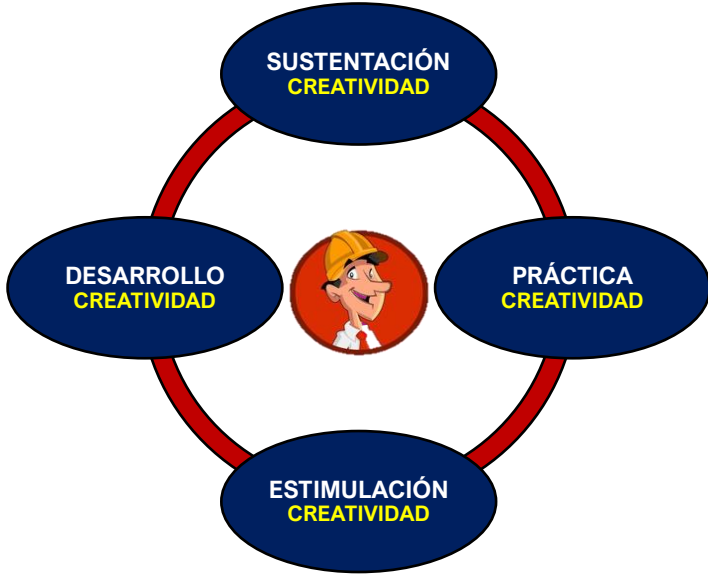 SUSTENTACIÓN
CREATIVIDAD
DESARROLLO
CREATIVIDAD
PRÁCTICA
CREATIVIDAD
ESTIMULACIÓN
CREATIVIDAD